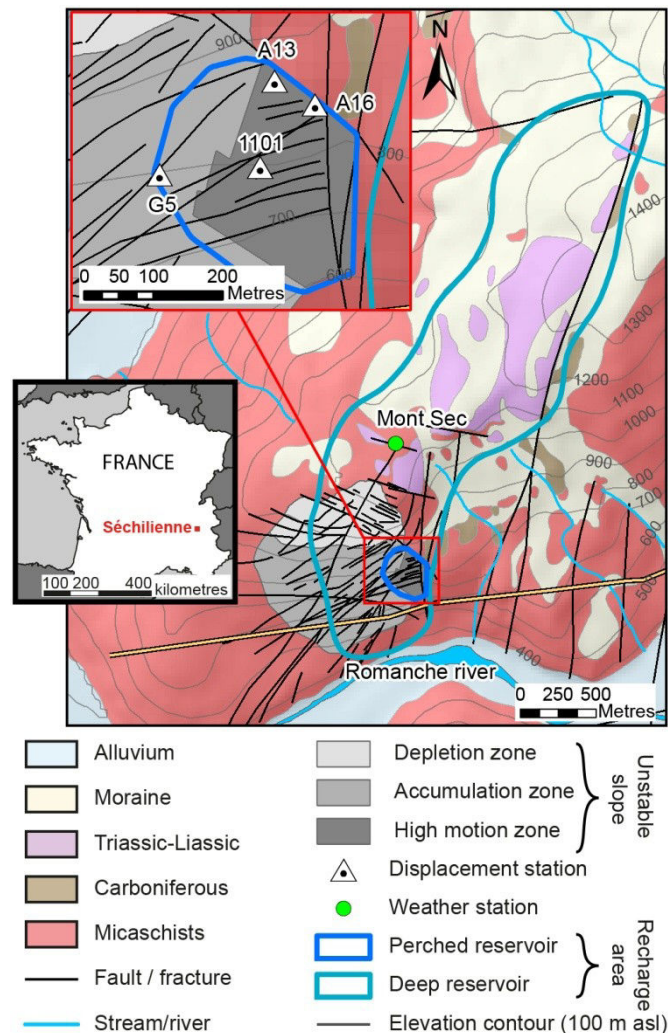 N
900
A13
A16
1101
G5
800
700
600
0 50 100 200
Metres
1400
1300
1200
1100
1000
Mont Sec
900
800
700
600
500
400
FRANCE
Séchilienne
100 200 400 kilometres
Romanche river
0 250 500
Metres
Alluvium
Moraine
Triassic-Liassic
Carboniferous
Micaschists
Fault / fracture
Stream/river
Depletion zone
Accumulation zone
High motion zone
Unstable slope
Displacement station
Weather station
Perched reservoir
Deep reservoir
Recharge area
Elevation contour (100 m asl)